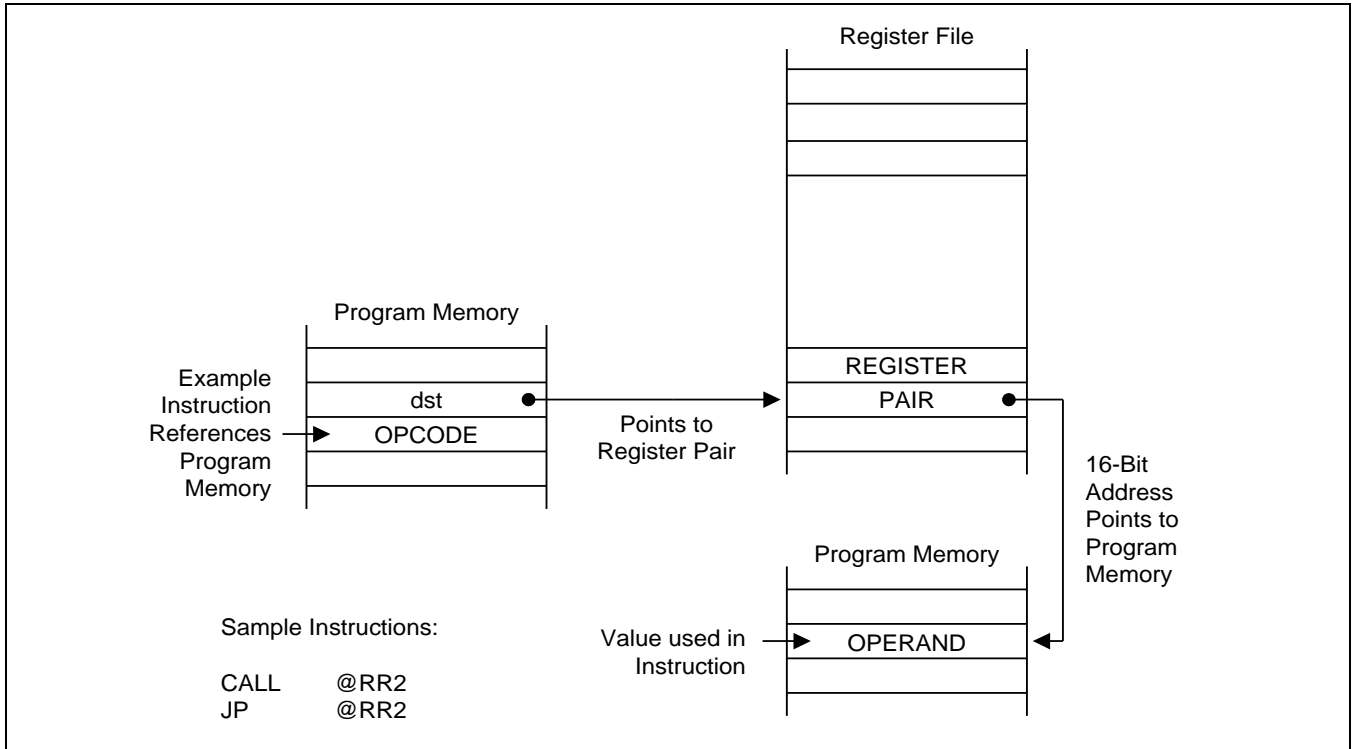 Register File
REGISTER
PAIR
Program Memory
dst
OPCODE
Example
Instruction
References
Program
Memory
Points to
Register Pair
16-Bit
Address
Points to
Program
Memory
Program Memory
OPERAND
Value used in
Instruction
Sample Instructions:
CALL @RR2
JP @RR2